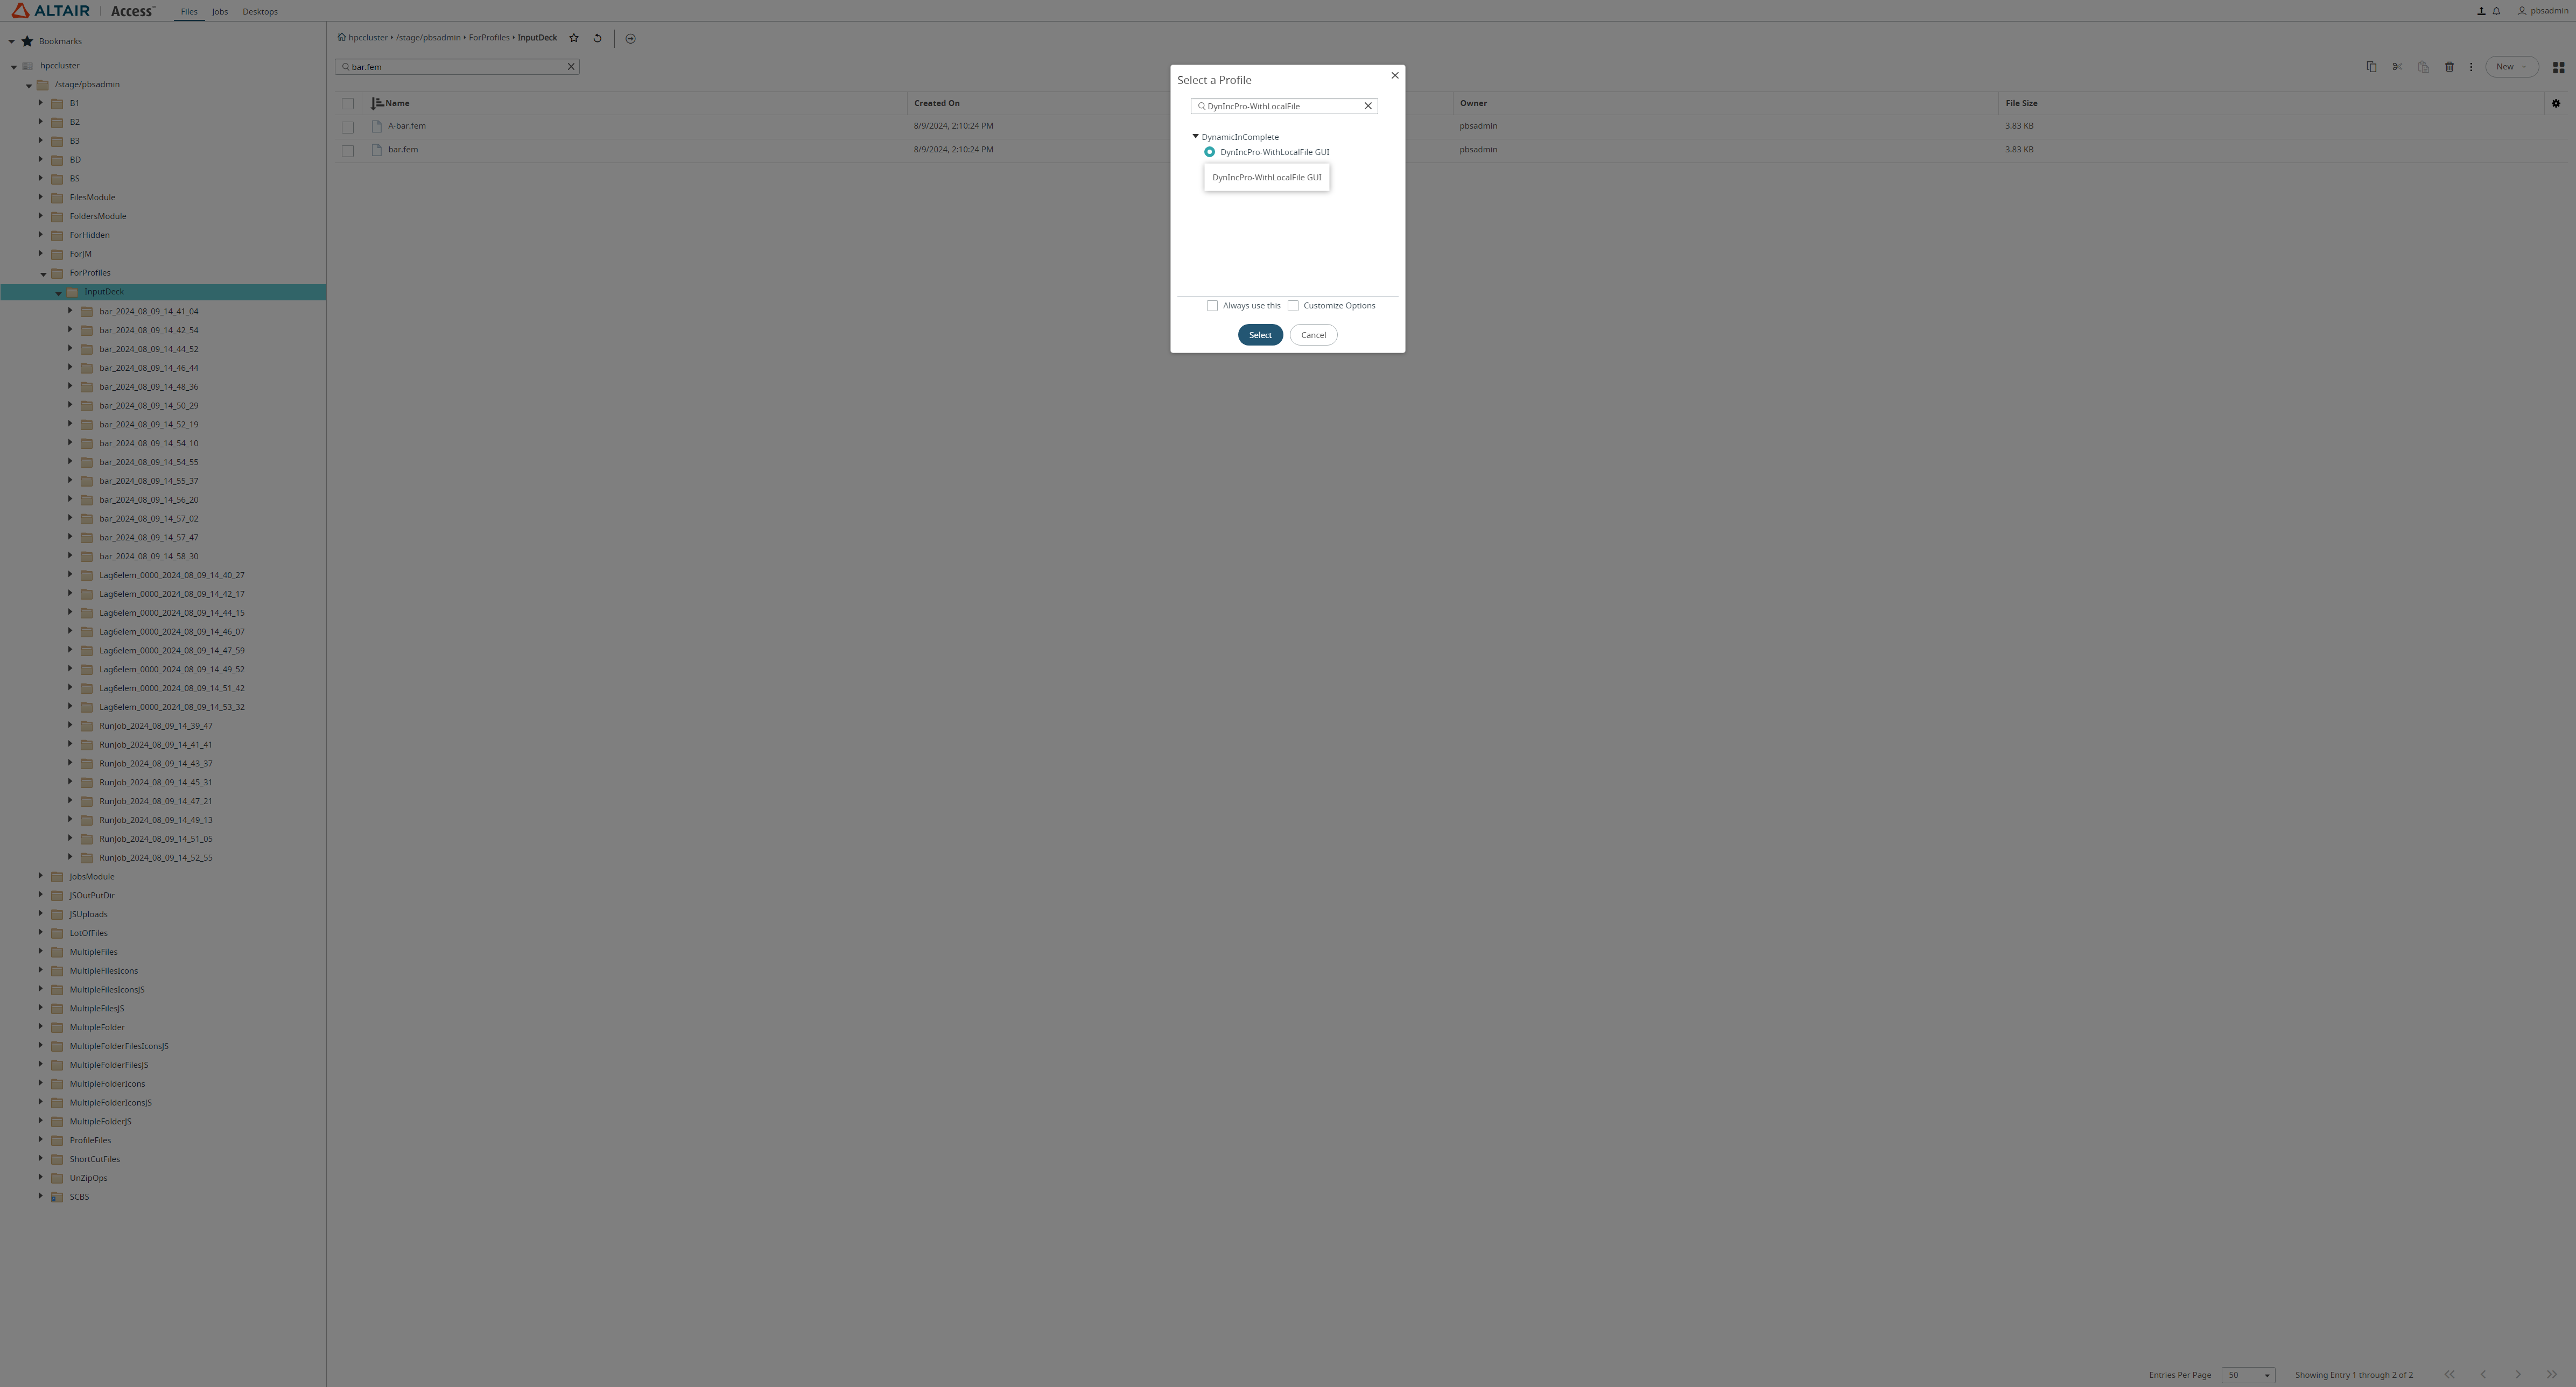 ALTAIR | Access™ Files Jobs Desktops pbsadmin
Bookmarks
hpccluster
/stage/pbsadmin
B1
B2
B3
BD
BS
FilesModule
FoldersModule
ForHidden
ForJM
ForProfiles
InputDeck
bar_2024_08_09_14_41_04
bar_2024_08_09_14_42_54
bar_2024_08_09_14_44_52
bar_2024_08_09_14_46_44
bar_2024_08_09_14_48_36
bar_2024_08_09_14_50_29
bar_2024_08_09_14_52_19
bar_2024_08_09_14_54_10
bar_2024_08_09_14_54_55
bar_2024_08_09_14_55_37
bar_2024_08_09_14_56_20
bar_2024_08_09_14_57_02
bar_2024_08_09_14_57_47
bar_2024_08_09_14_58_30
Lag6elem_0000_2024_08_09_14_40_27
Lag6elem_0000_2024_08_09_14_42_17
Lag6elem_0000_2024_08_09_14_44_15
Lag6elem_0000_2024_08_09_14_46_07
Lag6elem_0000_2024_08_09_14_47_59
Lag6elem_0000_2024_08_09_14_49_52
Lag6elem_0000_2024_08_09_14_51_42
Lag6elem_0000_2024_08_09_14_53_32
RunJob_2024_08_09_14_39_47
RunJob_2024_08_09_14_41_41
RunJob_2024_08_09_14_43_37
RunJob_2024_08_09_14_45_31
RunJob_2024_08_09_14_47_21
RunJob_2024_08_09_14_49_13
RunJob_2024_08_09_14_51_05
RunJob_2024_08_09_14_52_55
JobsModule
JSOutPutDir
JSUploads
LotOfFiles
MultipleFiles
MultipleFilesIcons
MultipleFilesIconsJS
MultipleFilesJS
MultipleFolder
MultipleFolderFilesIconsJS
MultipleFolderFilesJS
MultipleFolderIcons
MultipleFolderIconsJS
MultipleFolderJS
ProfileFiles
ShortCutFiles
UnZipOps
SCBS
hpccluster /stage/pbsadmin ForProfiles InputDeck
bar.fem New
Name Created On Owner File Size
A-bar.fem 8/9/2024, 2:10:24 PM pbsadmin 3.83 KB
bar.fem 8/9/2024, 2:10:24 PM pbsadmin 3.83 KB
Select a Profile
DynIncPro-WithLocalFile
DynamicInComplete
DynIncPro-WithLocalFile GUI
DynIncPro-WithLocalFile GUI
Always use this Customize Options
Select Cancel
Entries Per Page 50 Showing Entry 1 through 2 of 2